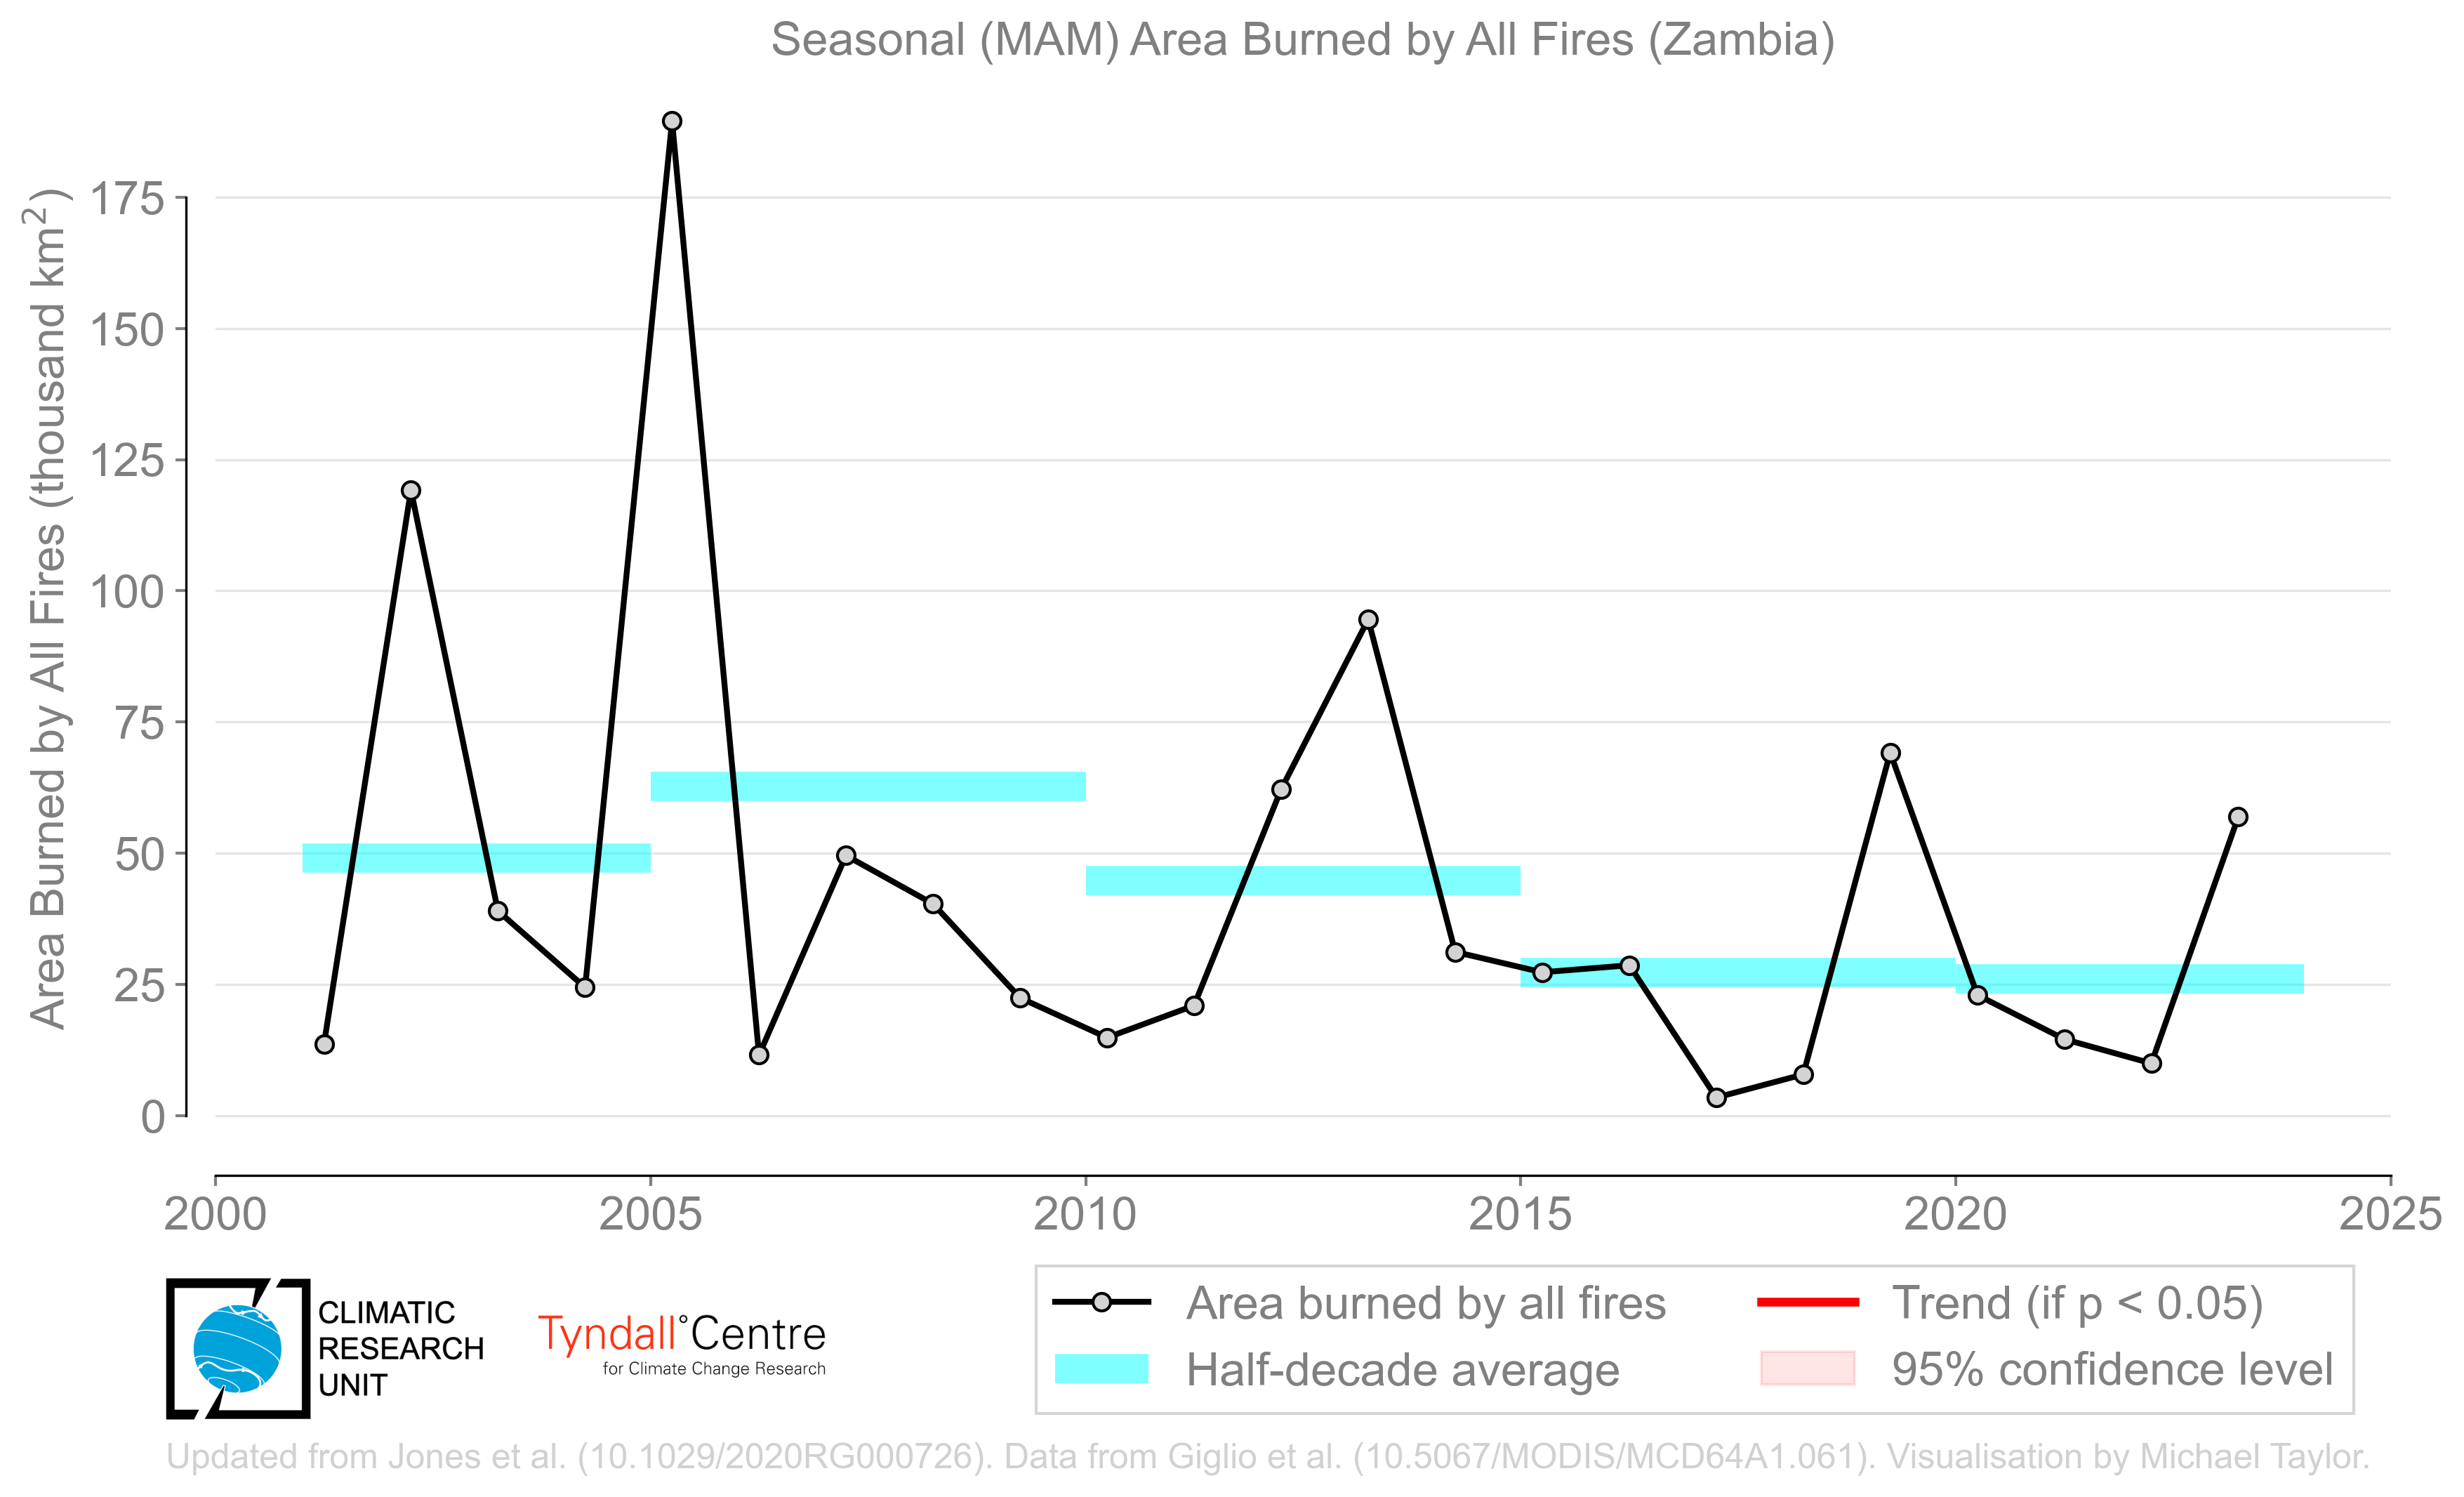 Seasonal (MAM) Area Burned by All Fires (Zambia)
Area Burned by All Fires (thousand km²)
175
150
125
100
75
50
25
0
2000 2005 2010 2015 2020 2025
CLIMATIC
RESEARCH
UNIT
Tyndall°Centre
for Climate Change Research
Area burned by all fires
Half-decade average
Trend (if p < 0.05)
95% confidence level
Updated from Jones et al. (10.1029/2020RG000726). Data from Giglio et al. (10.5067/MODIS/MCD64A1.061). Visualisation by Michael Taylor.